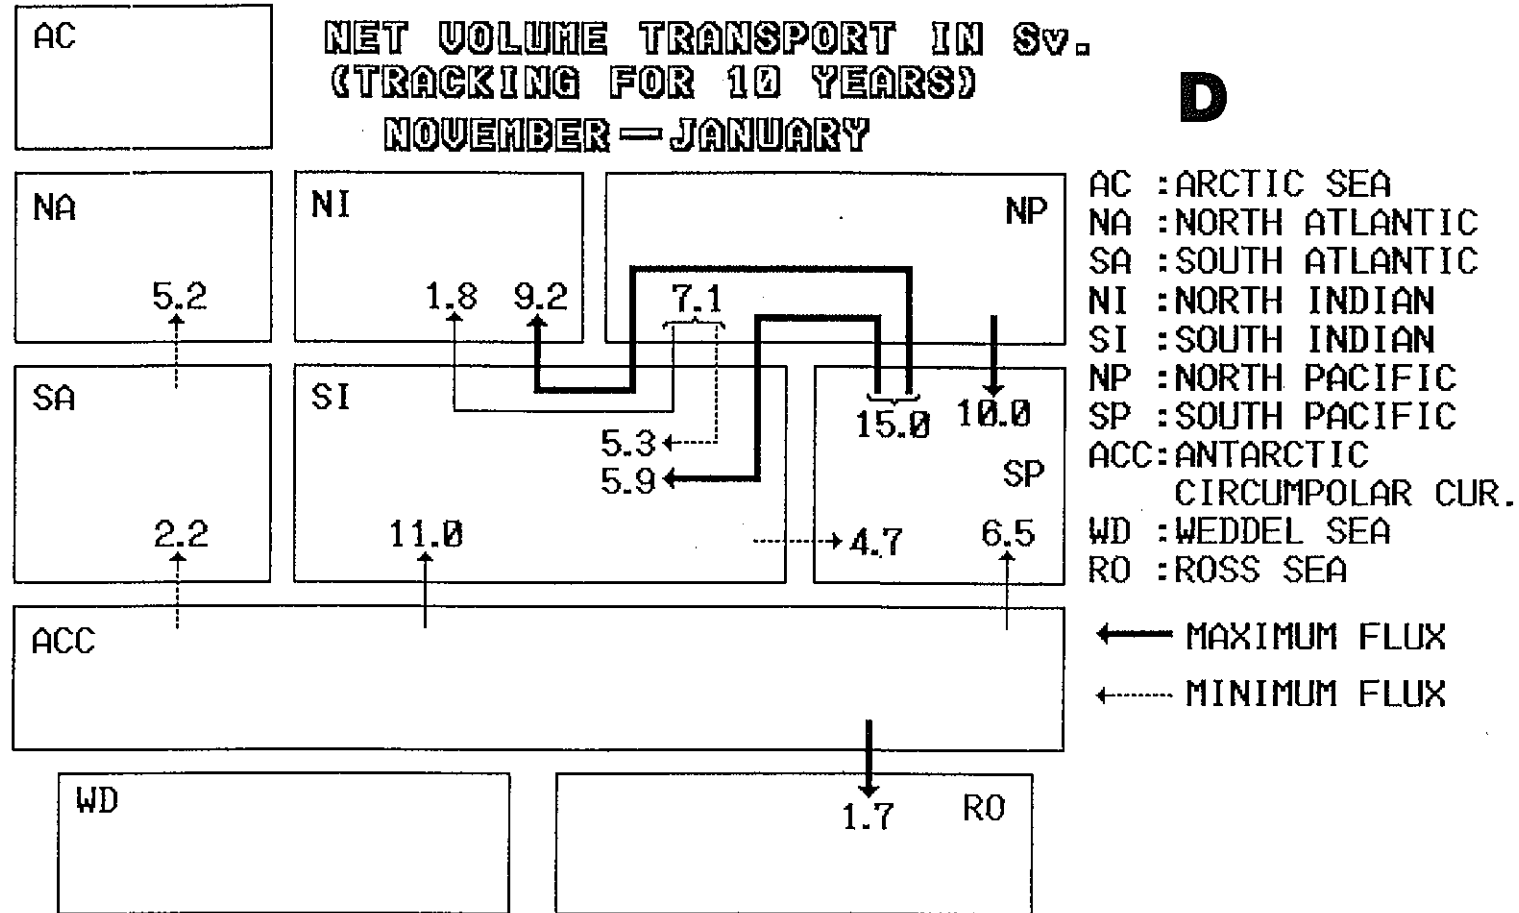 AC
NET VOLUME TRANSPORT IN Sv.
(TRACKING FOR 10 YEARS)
NOVEMBER—JANUARY
D
NA
5.2
NI
1.8 9.2
NP
7.1
SA
2.2
SI
5.3
5.9
11.0
15.0 10.0
SP
4.7 6.5
ACC
WD
1.7 RO
AC :ARCTIC SEA
NA :NORTH ATLANTIC
SA :SOUTH ATLANTIC
NI :NORTH INDIAN
SI :SOUTH INDIAN
NP :NORTH PACIFIC
SP :SOUTH PACIFIC
ACC:ANTARCTIC
CIRCUMPOLAR CUR.
WD :WEDDEL SEA
RO :ROSS SEA
MAXIMUM FLUX
MINIMUM FLUX